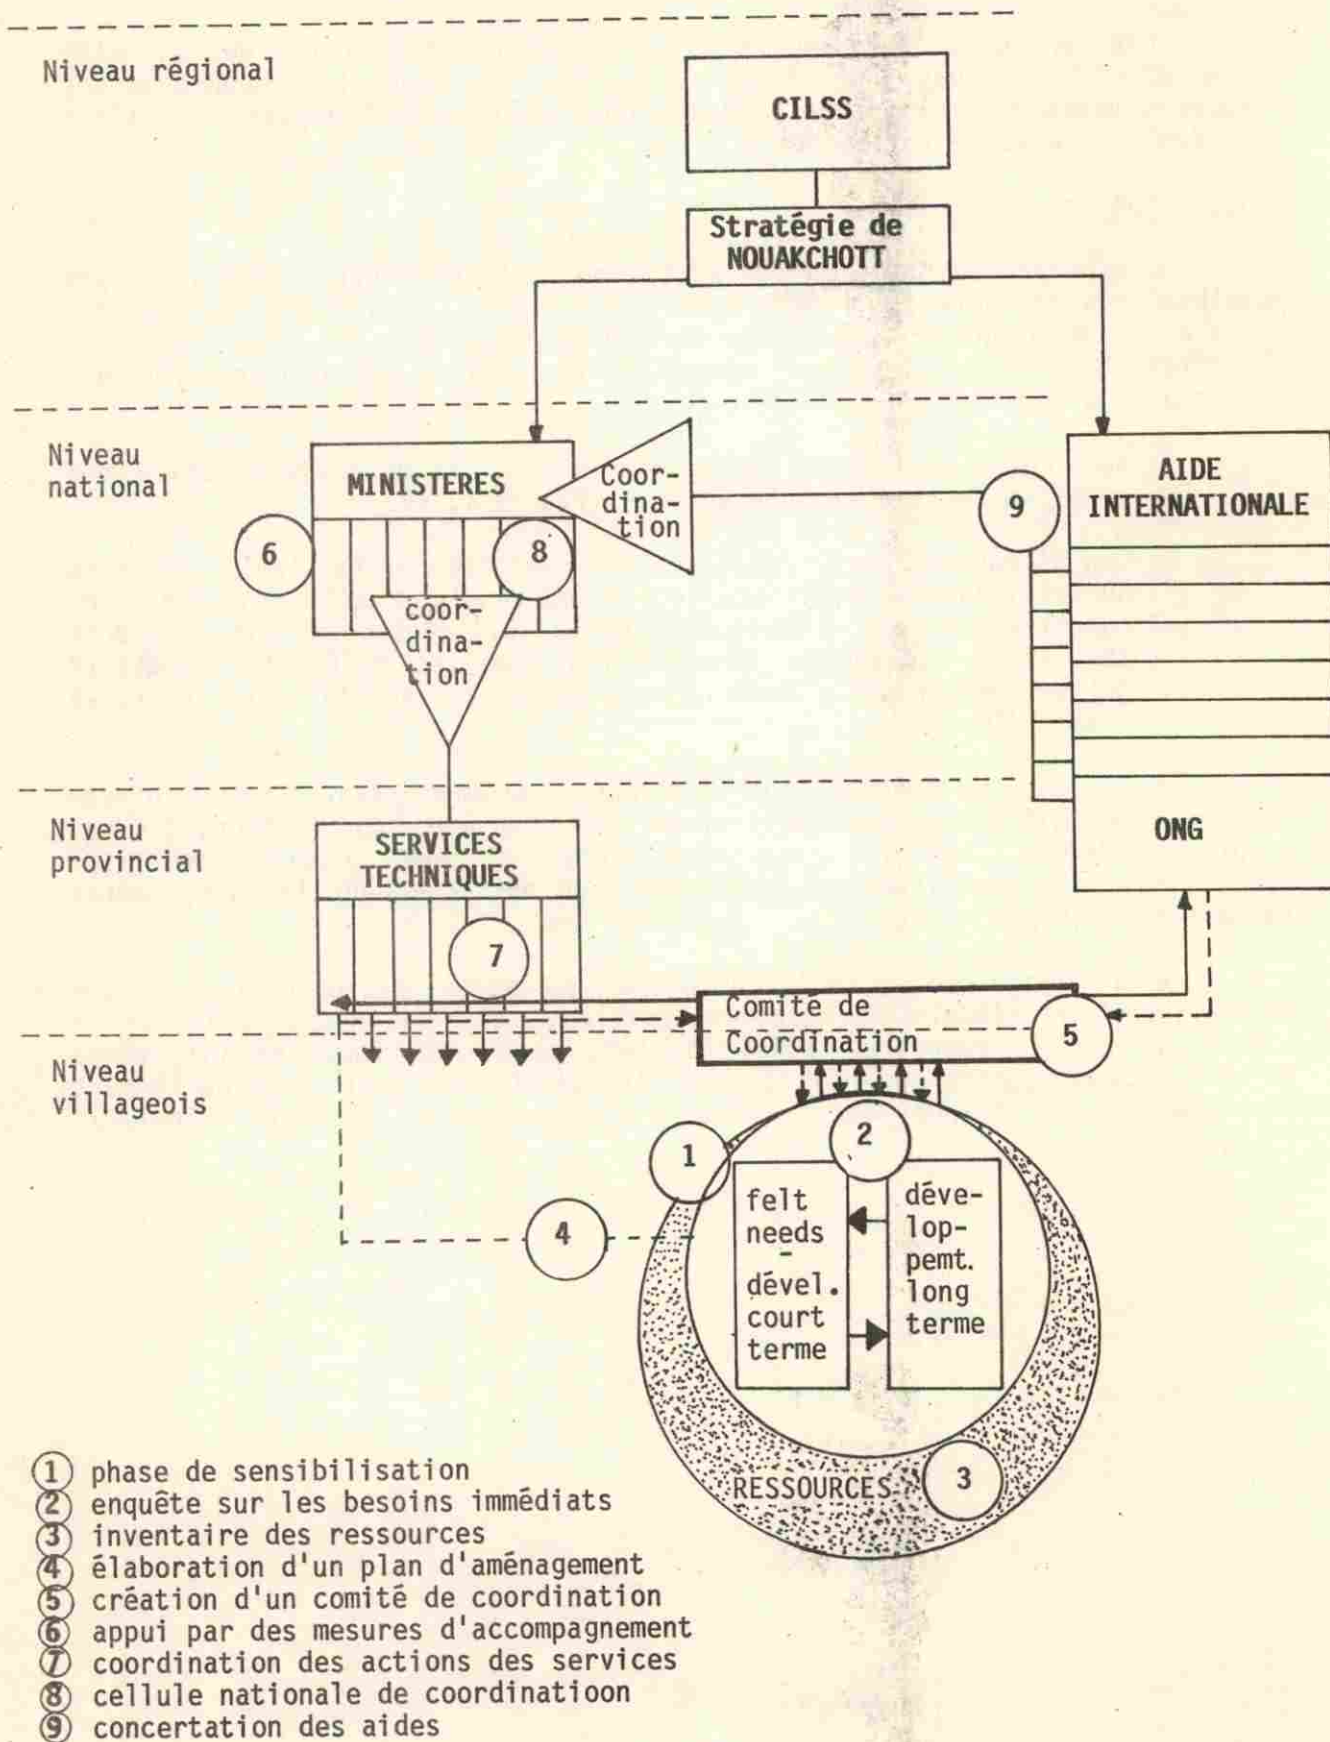 Niveau régional
CILSS
Stratégie de
NOUAKCHOTT
Niveau
national
MINISTERES
Coor-
dina-
tion
9
AIDE
INTERNATIONALE
6
8
coor-
dina-
tion
Niveau
provincial
SERVICES
TECHNIQUES
ONG
7
Comité de
Coordination
5
Niveau
villageois
1
2
4
felt
needs
-
dével.
court
terme
déve-
lop-
pemt.
long
terme
RESSOURCES
3
1 phase de sensibilisation
2 enquête sur les besoins immédiats
3 inventaire des ressources
4 élaboration d'un plan d'aménagement
5 création d'un comité de coordination
6 appui par des mesures d'accompagnement
7 coordination des actions des services
8 cellule nationale de coordinatioon
9 concertation des aides